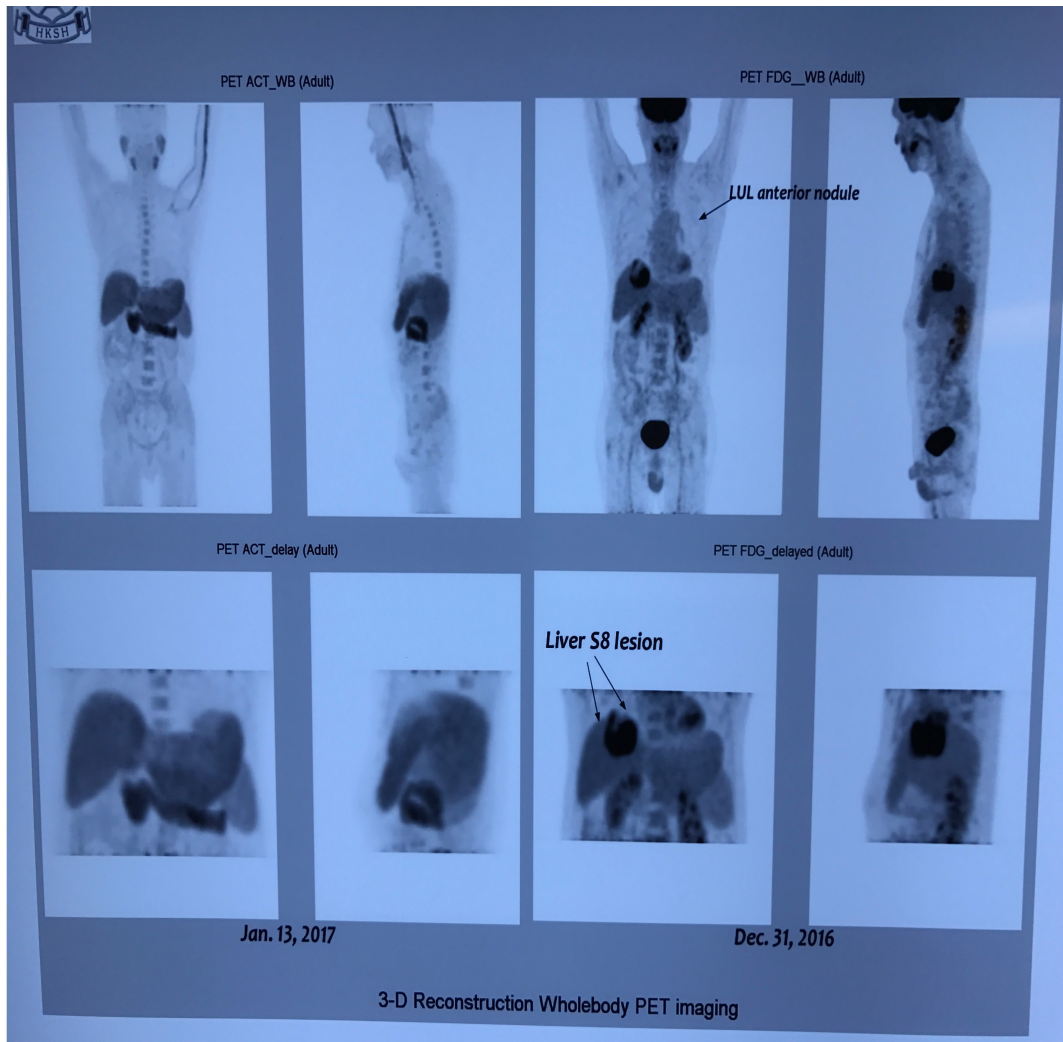 HKSH
PET ACT_WB (Adult)
PET FDG__WB (Adult)
LUL anterior nodule
PET ACT_delay (Adult)
PET FDG_delayed (Adult)
Liver S8 lesion
Jan. 13, 2017
Dec. 31, 2016
3-D Reconstruction Wholebody PET imaging